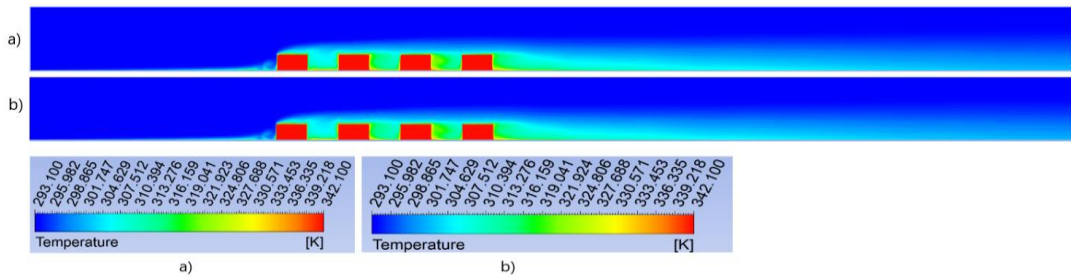 a)
b)
293.100 295.982 298.865 301.747 304.629 307.512 310.394 313.276 316.159 319.041 321.923 324.806 327.688 330.571 333.453 336.335 339.218 342.100
Temperature [K]
293.100 295.982 298.865 301.747 304.629 307.512 310.394 313.276 316.159 319.041 321.924 324.806 327.688 330.571 333.453 336.335 339.218 342.100
Temperature [K]
a) b)